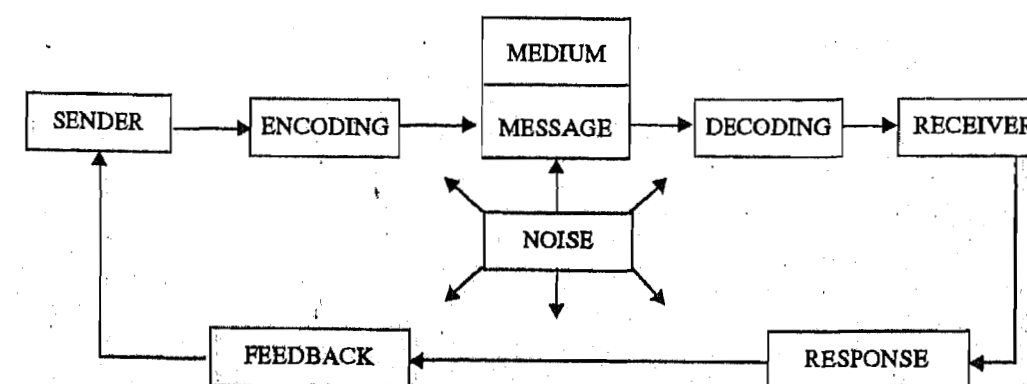 MEDIUM
SENDER
ENCODING
MESSAGE
DECODING
RECEIVER
NOISE
FEEDBACK
RESPONSE